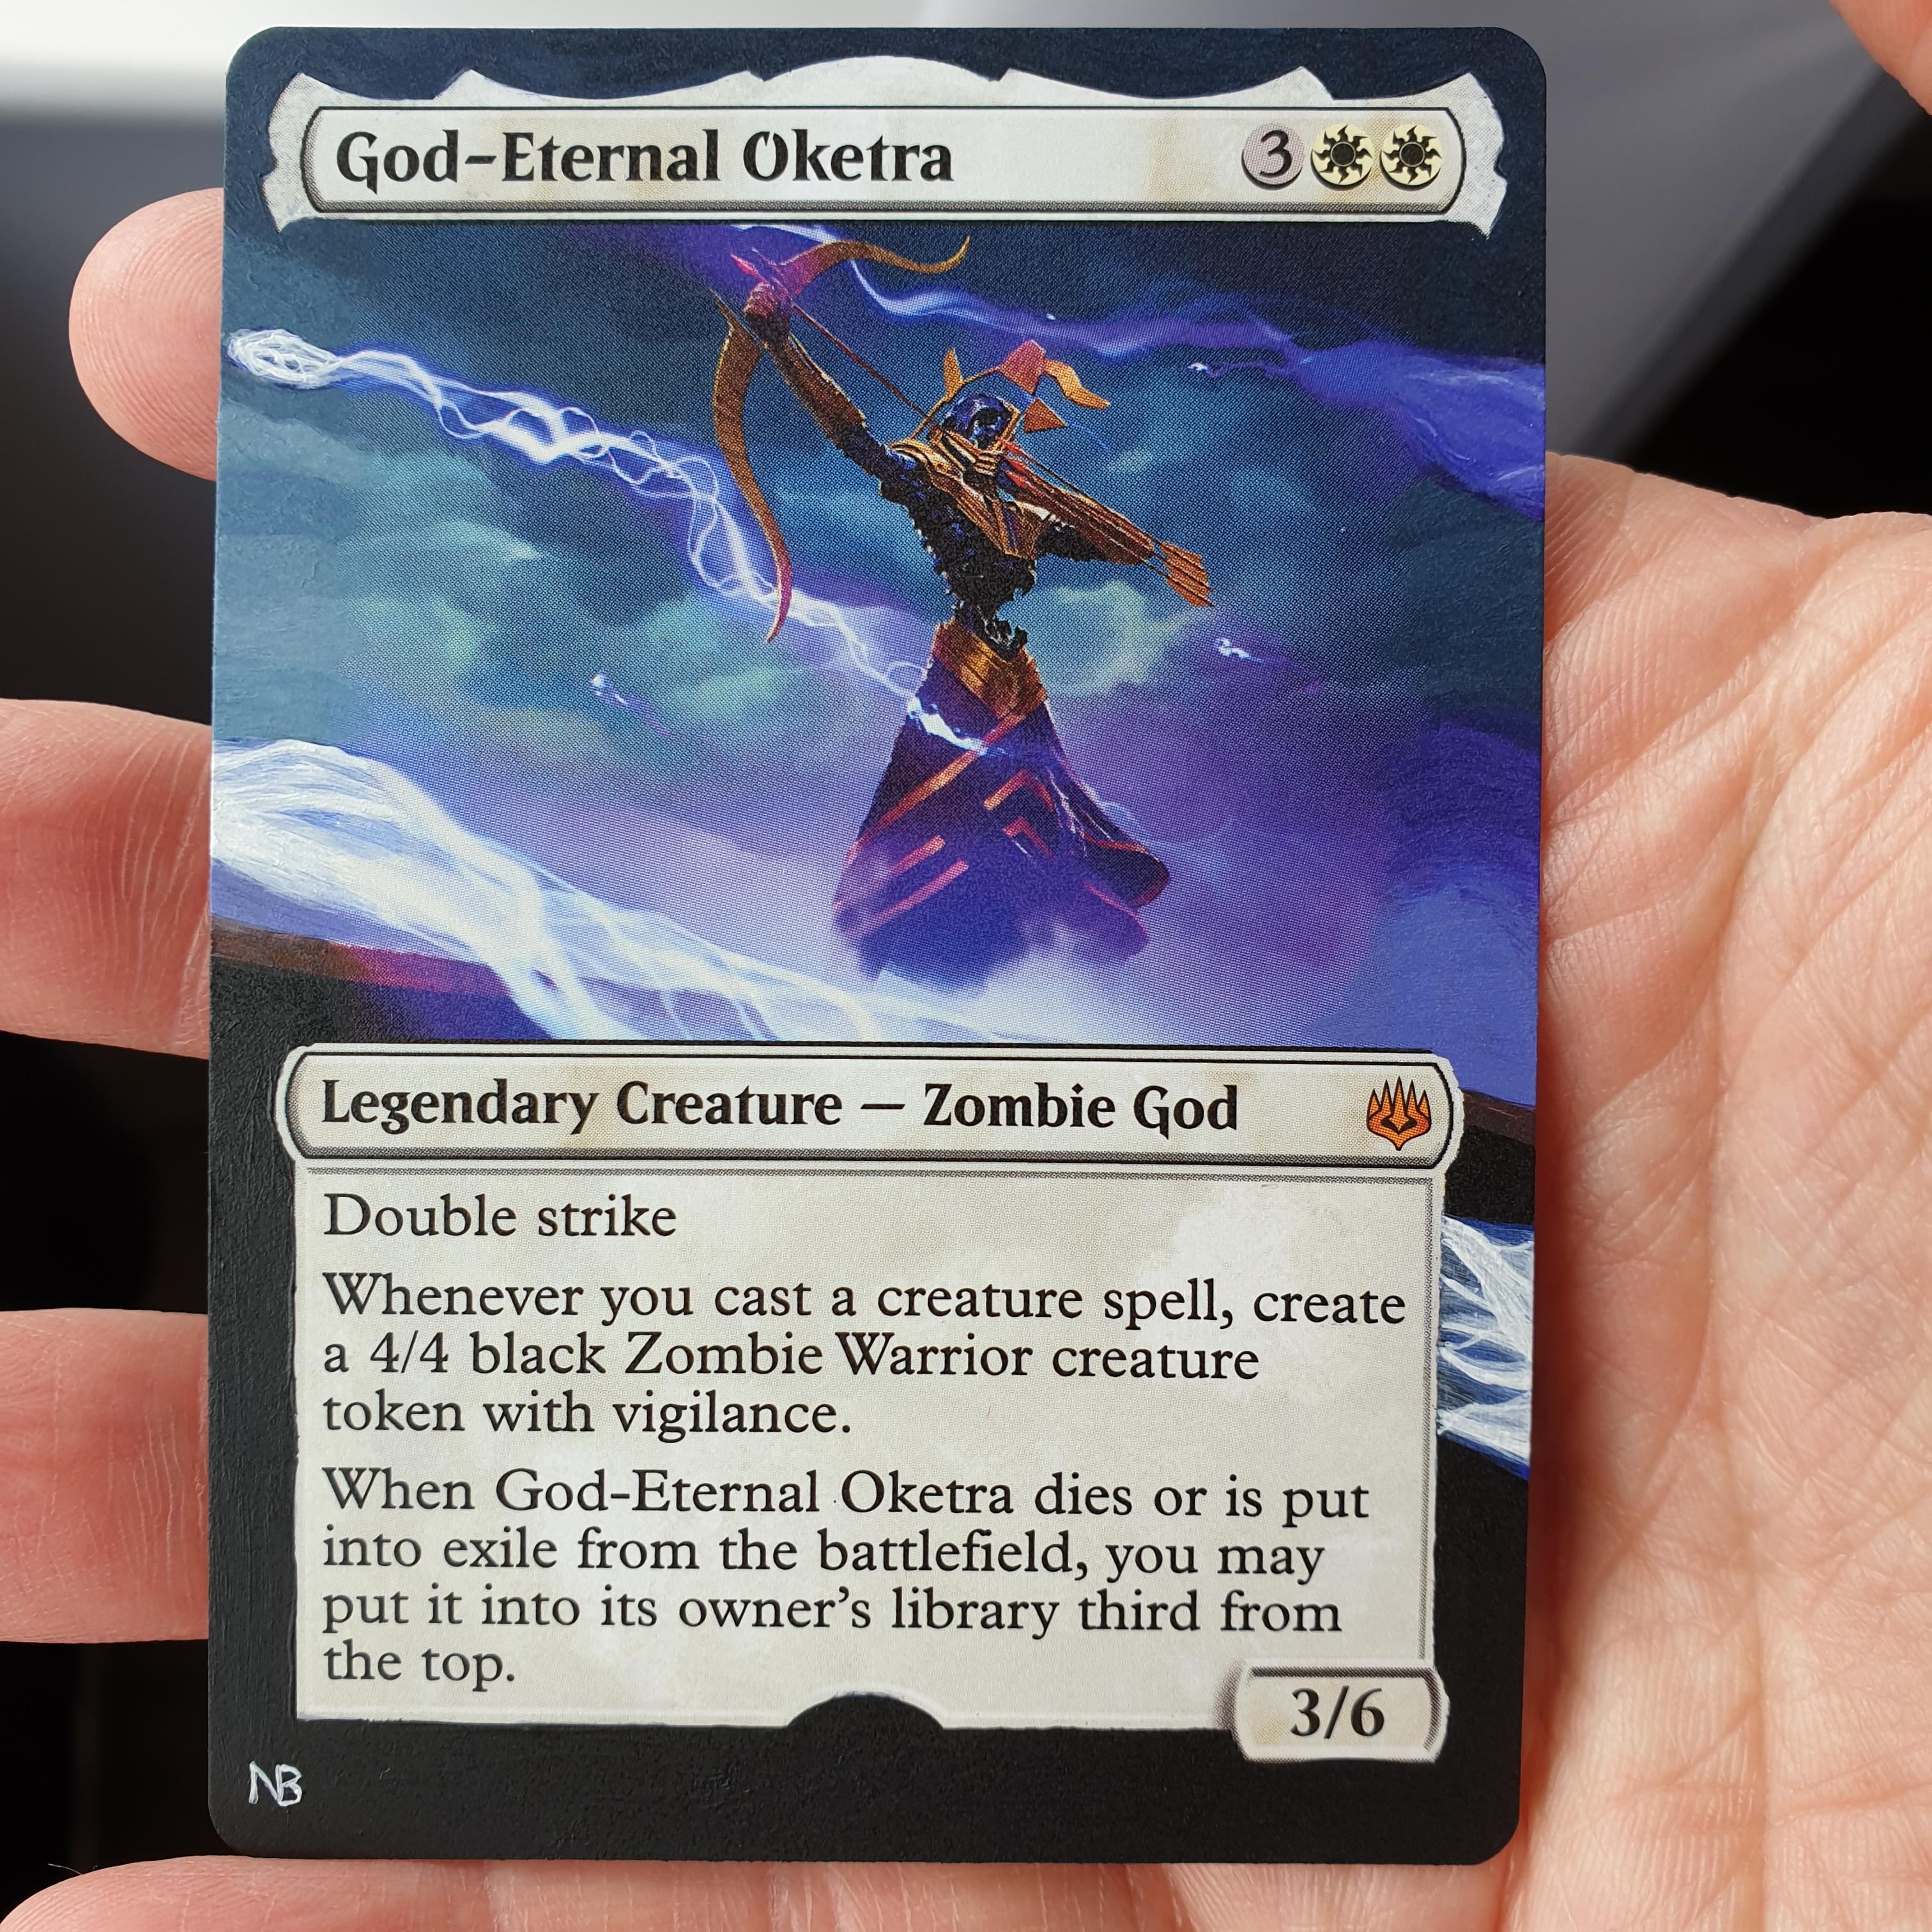 God-Eternal Oketra 3
Legendary Creature — Zombie God
Double strike
Whenever you cast a creature spell, create
a 4/4 black Zombie Warrior creature
token with vigilance.
When God-Eternal Oketra dies or is put
into exile from the battlefield, you may
put it into its owner's library third from
the top.
3/6
NB